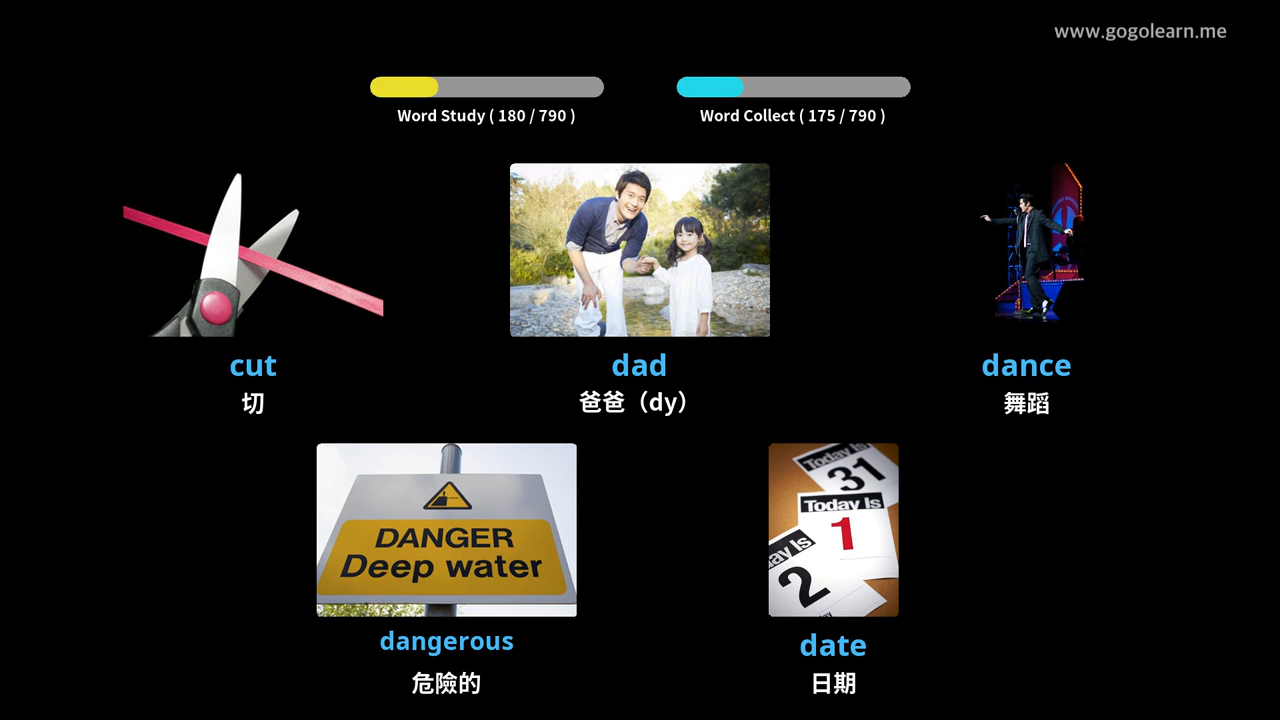 www.gogolearn.me
Word Study ( 180 / 790 )
Word Collect ( 175 / 790 )
cut
切
dad
爸爸（dy）
dance
舞蹈
DANGER
Deep water
dangerous
危險的
Today Is
31
Today Is
1
ay Is
2
date
日期